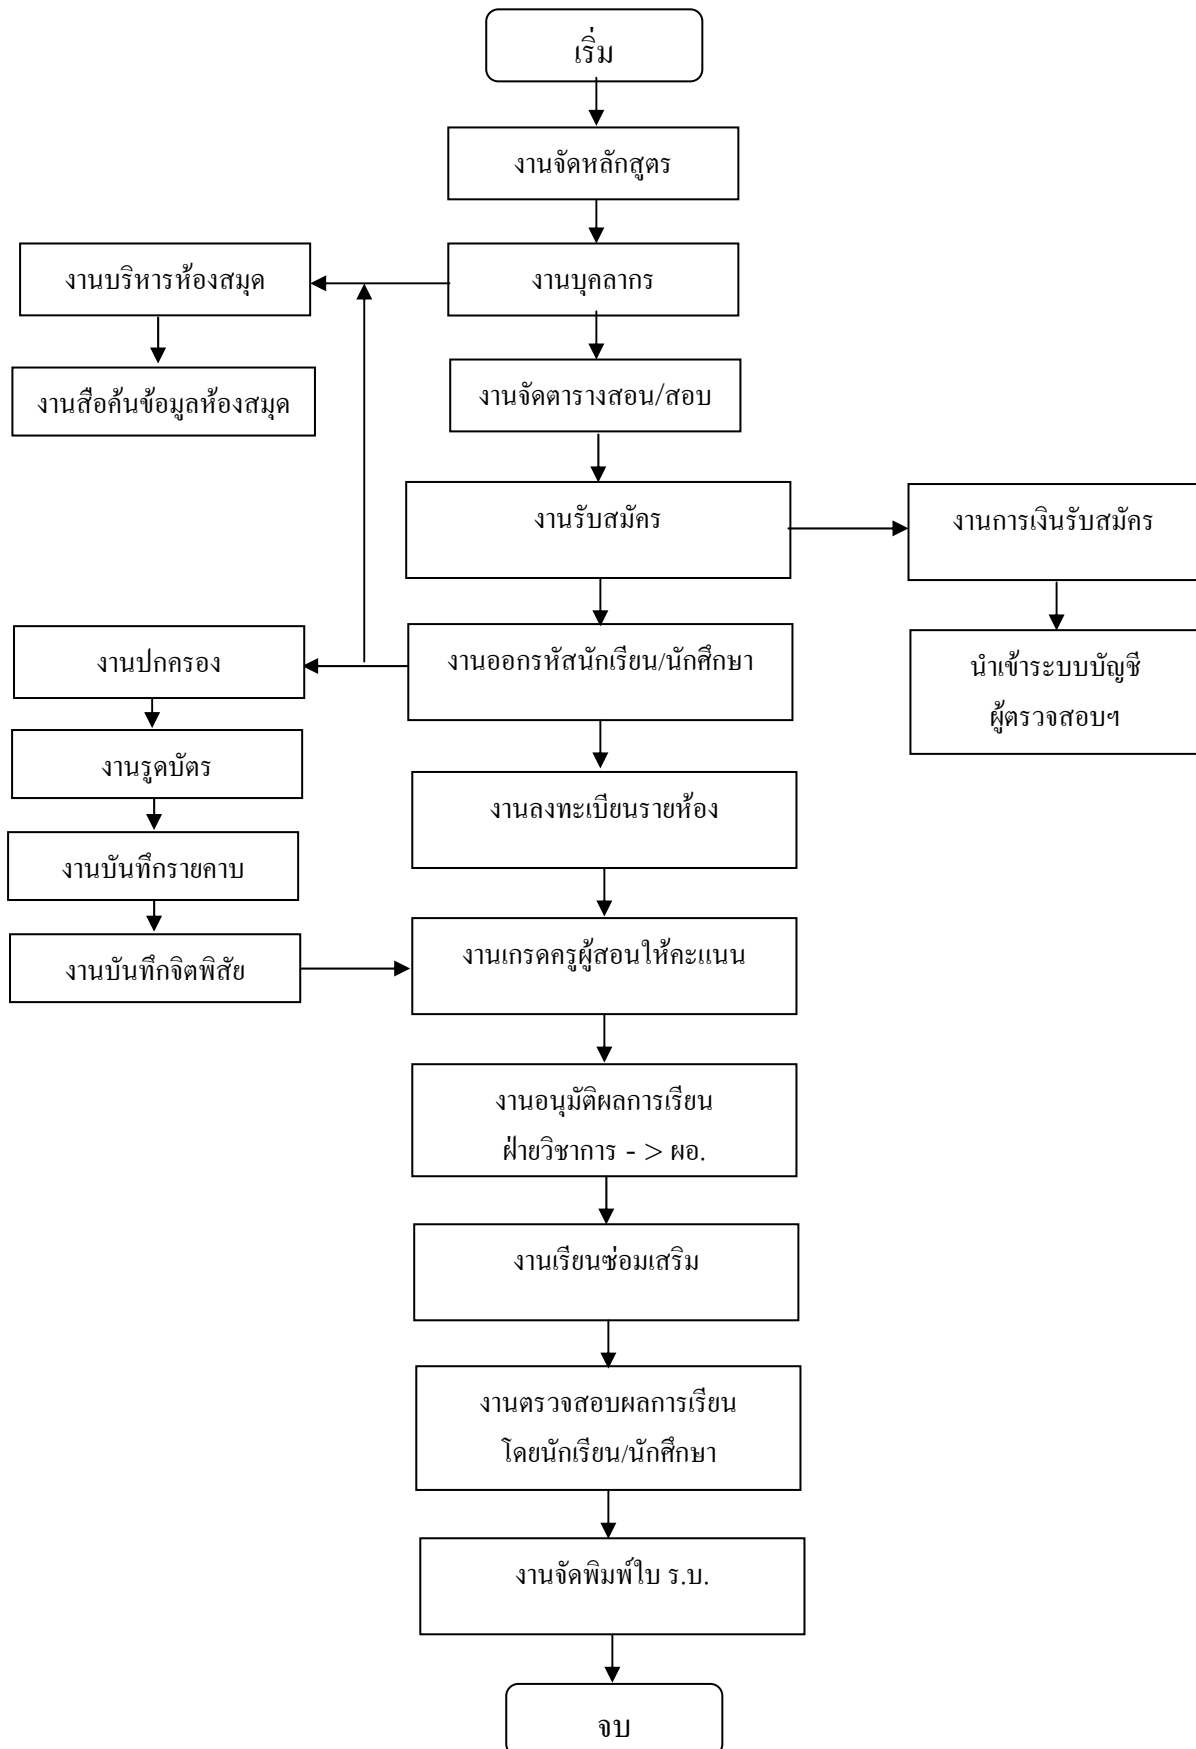 เริ่ม
งานจัดหลักสูตร
งานบริหารห้องสมุด
งานบุคลากร
งานสือค้นข้อมูลห้องสมุด
งานจัดตารางสอน/สอบ
งานรับสมัคร
งานการเงินรับสมัคร
งานปกครอง
งานออกรหัสนักเรียน/นักศึกษา
นำเข้าระบบบัญชี
ผู้ตรวจสอบฯ
งานรูดบัตร
งานลงทะเบียนรายห้อง
งานบันทึกรายคาบ
งานบันทึกจิตพิสัย
งานเกรดครูผู้สอนให้คะแนน
งานอนุมัติผลการเรียน
ฝ่ายวิชาการ - > ผอ.
งานเรียนซ่อมเสริม
งานตรวจสอบผลการเรียน
โดยนักเรียน/นักศึกษา
งานจัดพิมพ์ใบ ร.บ.
จบ